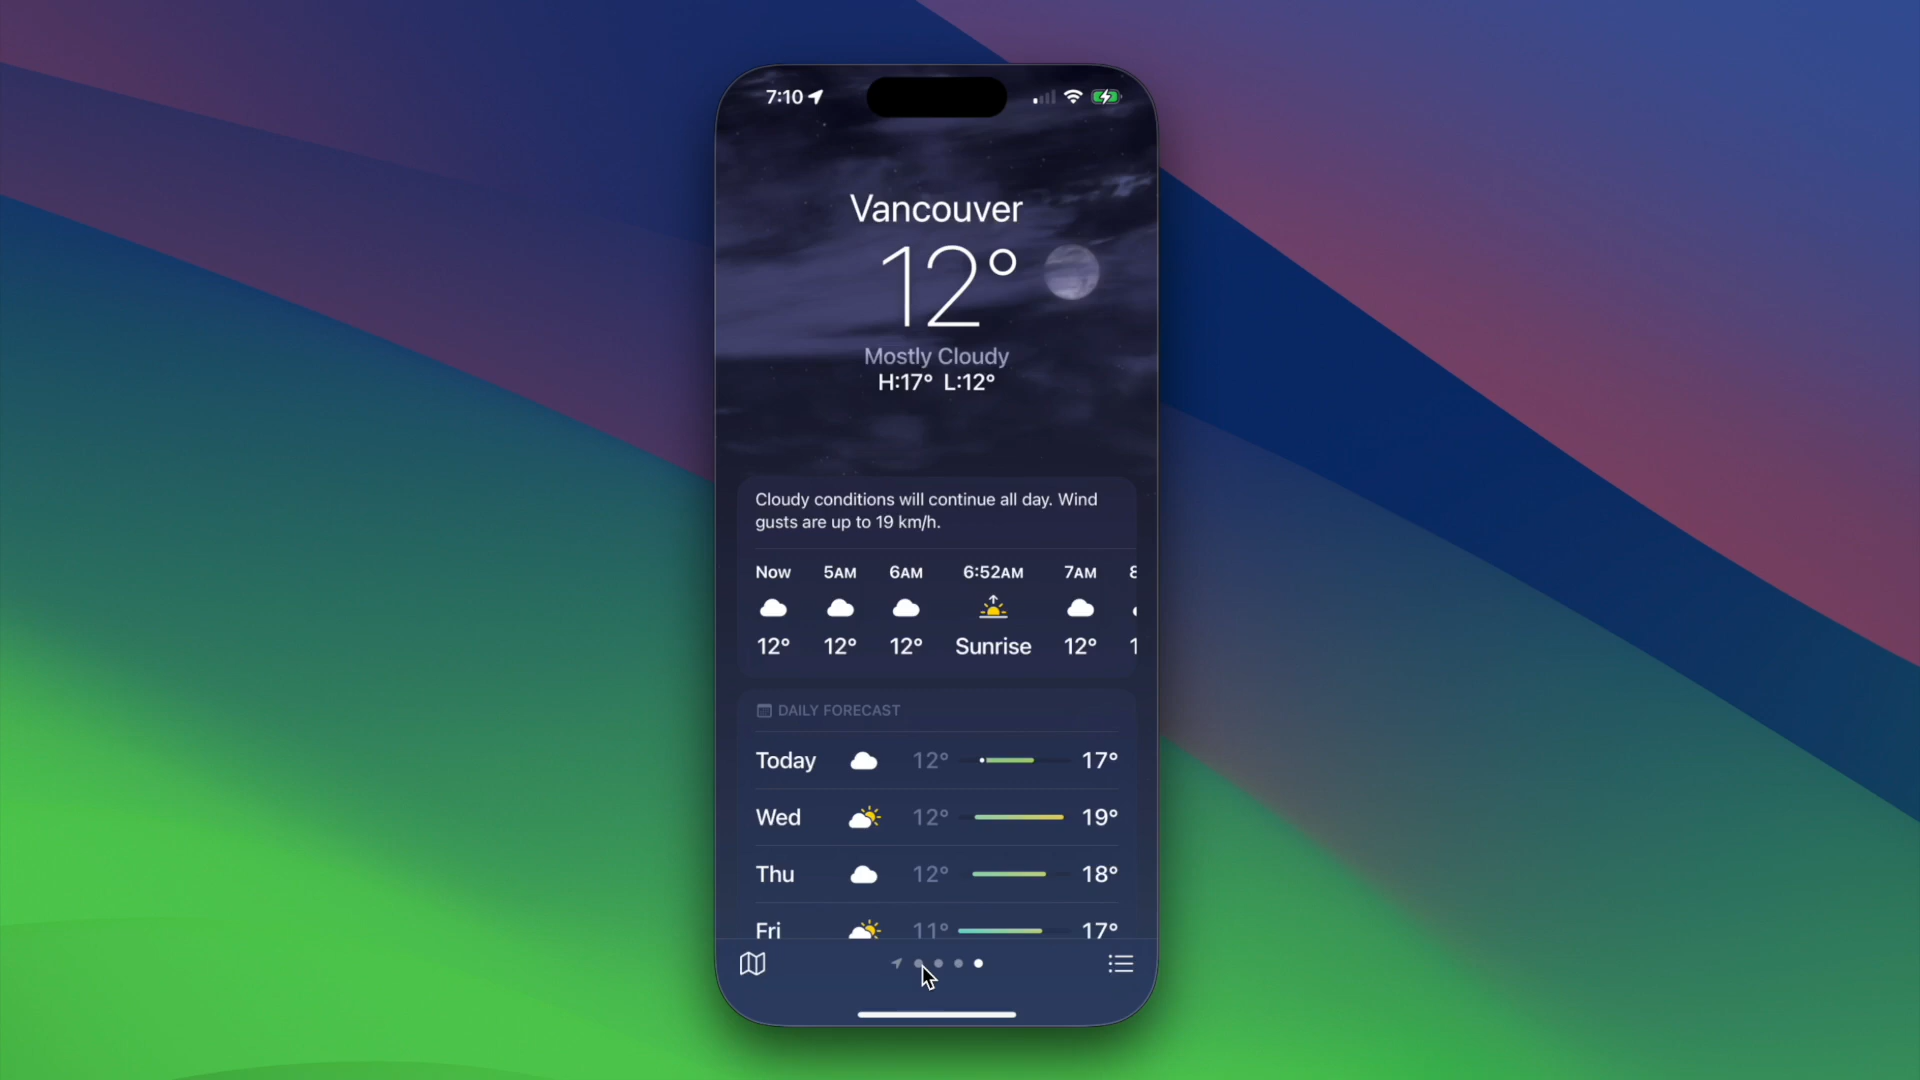 7:10
Vancouver
12°
Mostly Cloudy
H:17° L:12°
Cloudy conditions will continue all day. Wind
gusts are up to 19 km/h.
Now 5AM 6AM 6:52AM 7AM
12° 12° 12° Sunrise 12°
DAILY FORECAST
Today 12° 17°
Wed 12° 19°
Thu 12° 18°
Fri 11° 17°